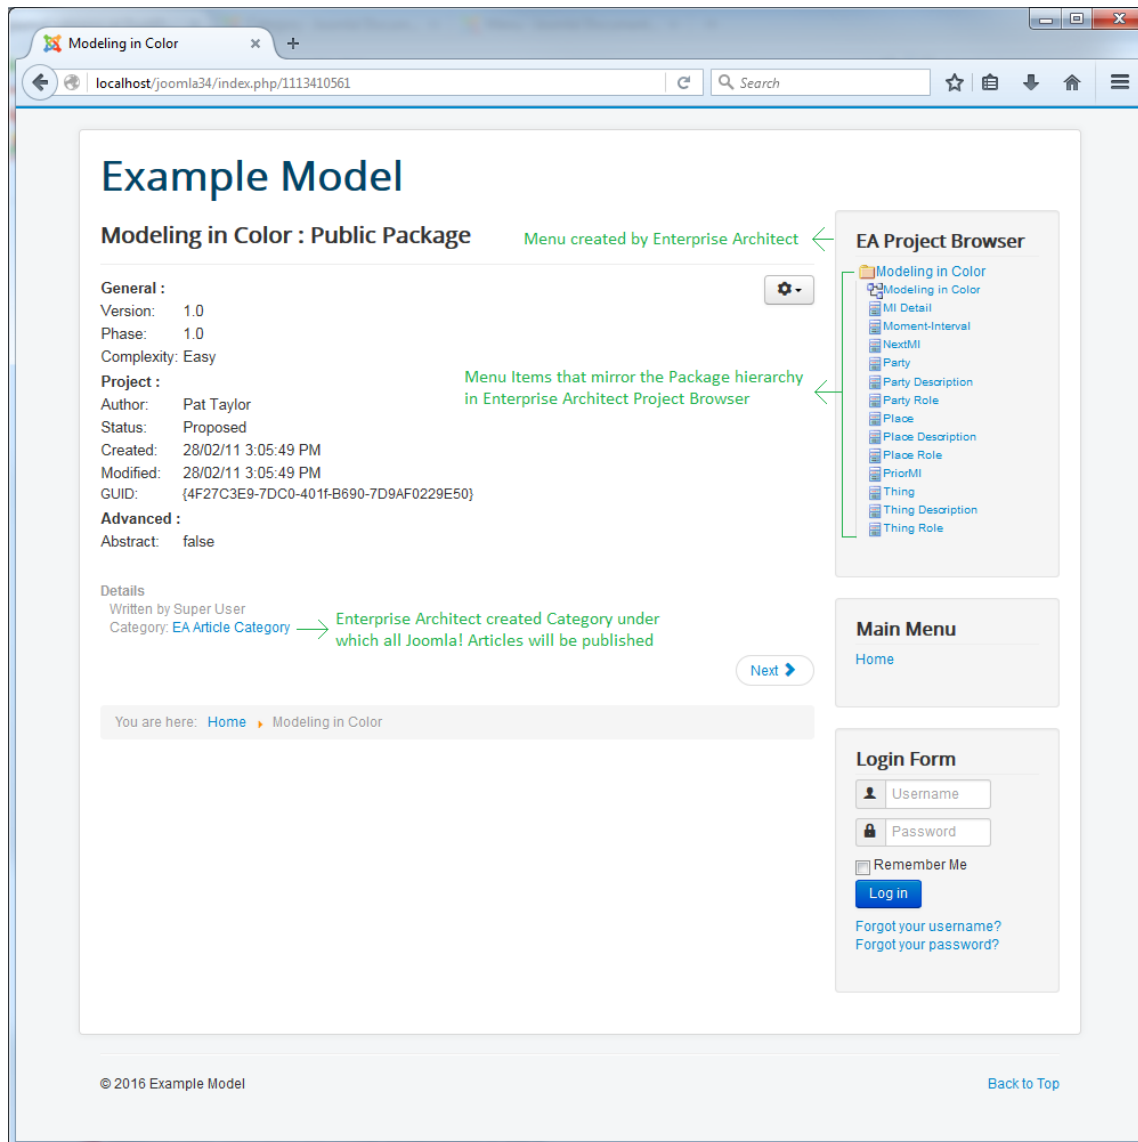 Modeling in Color
localhost/joomla34/index.php/1113410561
Search
Example Model
Modeling in Color : Public Package
Menu created by Enterprise Architect
General :
Version: 1.0
Phase: 1.0
Complexity: Easy
Project :
Author: Pat Taylor
Status: Proposed
Created: 28/02/11 3:05:49 PM
Modified: 28/02/11 3:05:49 PM
GUID: {4F27C3E9-7DC0-401f-B690-7D9AF0229E50}
Advanced :
Abstract: false
Menu Items that mirror the Package hierarchy
in Enterprise Architect Project Browser
Details
Written by Super User
Category: EA Article Category
Enterprise Architect created Category under
which all Joomla! Articles will be published
Next
You are here: Home Modeling in Color
EA Project Browser
Modeling in Color
Modeling in Color
MI Detail
Moment-Interval
NextMI
Party
Party Description
Party Role
Place
Place Description
Place Role
PriorMI
Thing
Thing Description
Thing Role
Main Menu
Home
Login Form
Username
Password
Remember Me
Log in
Forgot your username?
Forgot your password?
© 2016 Example Model
Back to Top